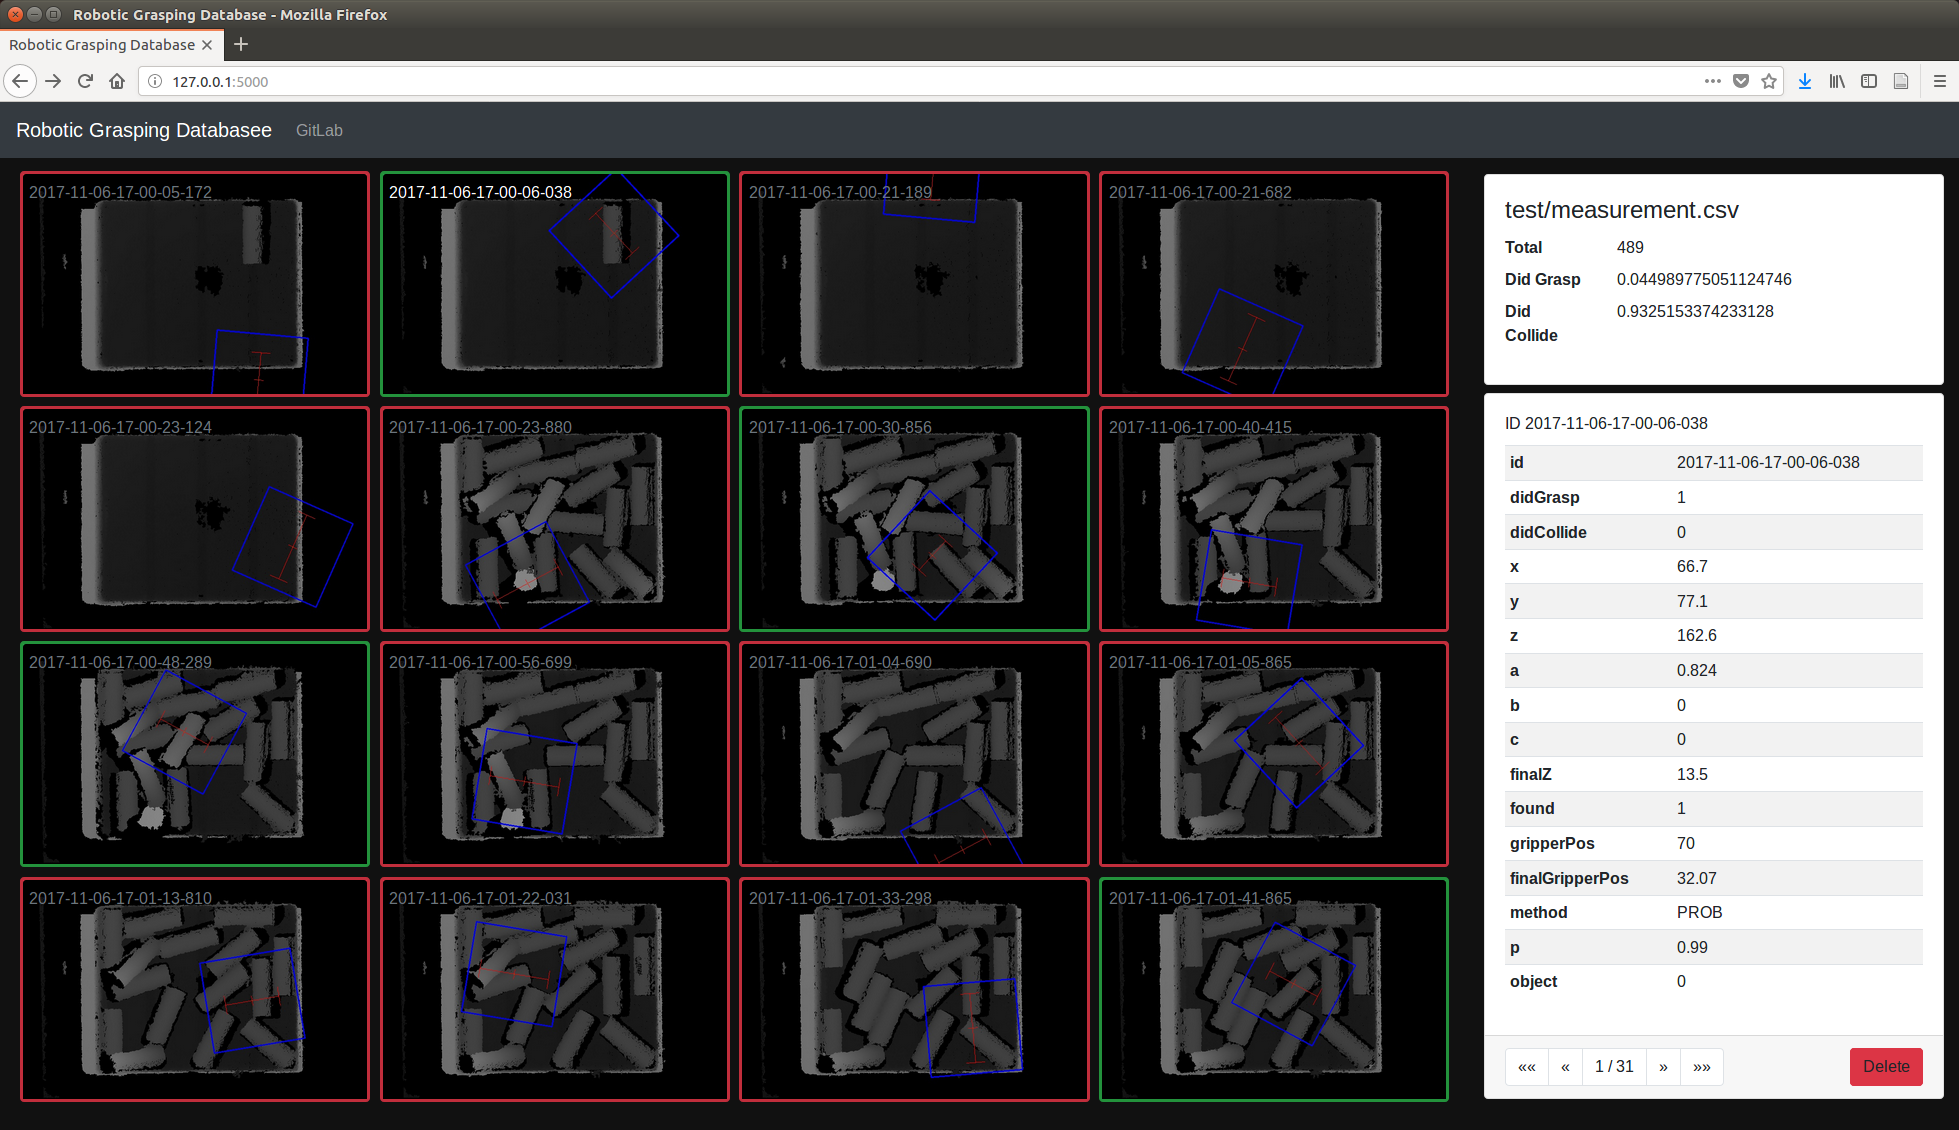 Robotic Grasping Database - Mozilla Firefox
Robotic Grasping Database
127.0.0.1:5000
Robotic Grasping Databasee GitLab
2017-11-06-17-00-05-172
2017-11-06-17-00-06-038
2017-11-06-17-00-21-189
2017-11-06-17-00-21-682
2017-11-06-17-00-23-124
2017-11-06-17-00-23-880
2017-11-06-17-00-30-856
2017-11-06-17-00-40-415
2017-11-06-17-00-48-289
2017-11-06-17-00-56-699
2017-11-06-17-01-04-690
2017-11-06-17-01-05-865
2017-11-06-17-01-13-810
2017-11-06-17-01-22-031
2017-11-06-17-01-33-298
2017-11-06-17-01-41-865
test/measurement.csv
Total 489
Did Grasp 0.044989775051124746
Did Collide 0.9325153374233128
ID 2017-11-06-17-00-06-038
id 2017-11-06-17-00-06-038
didGrasp 1
didCollide 0
x 66.7
y 77.1
z 162.6
a 0.824
b 0
c 0
finalZ 13.5
found 1
gripperPos 70
finalGripperPos 32.07
method PROB
p 0.99
object 0
«« « 1 / 31 » »» Delete